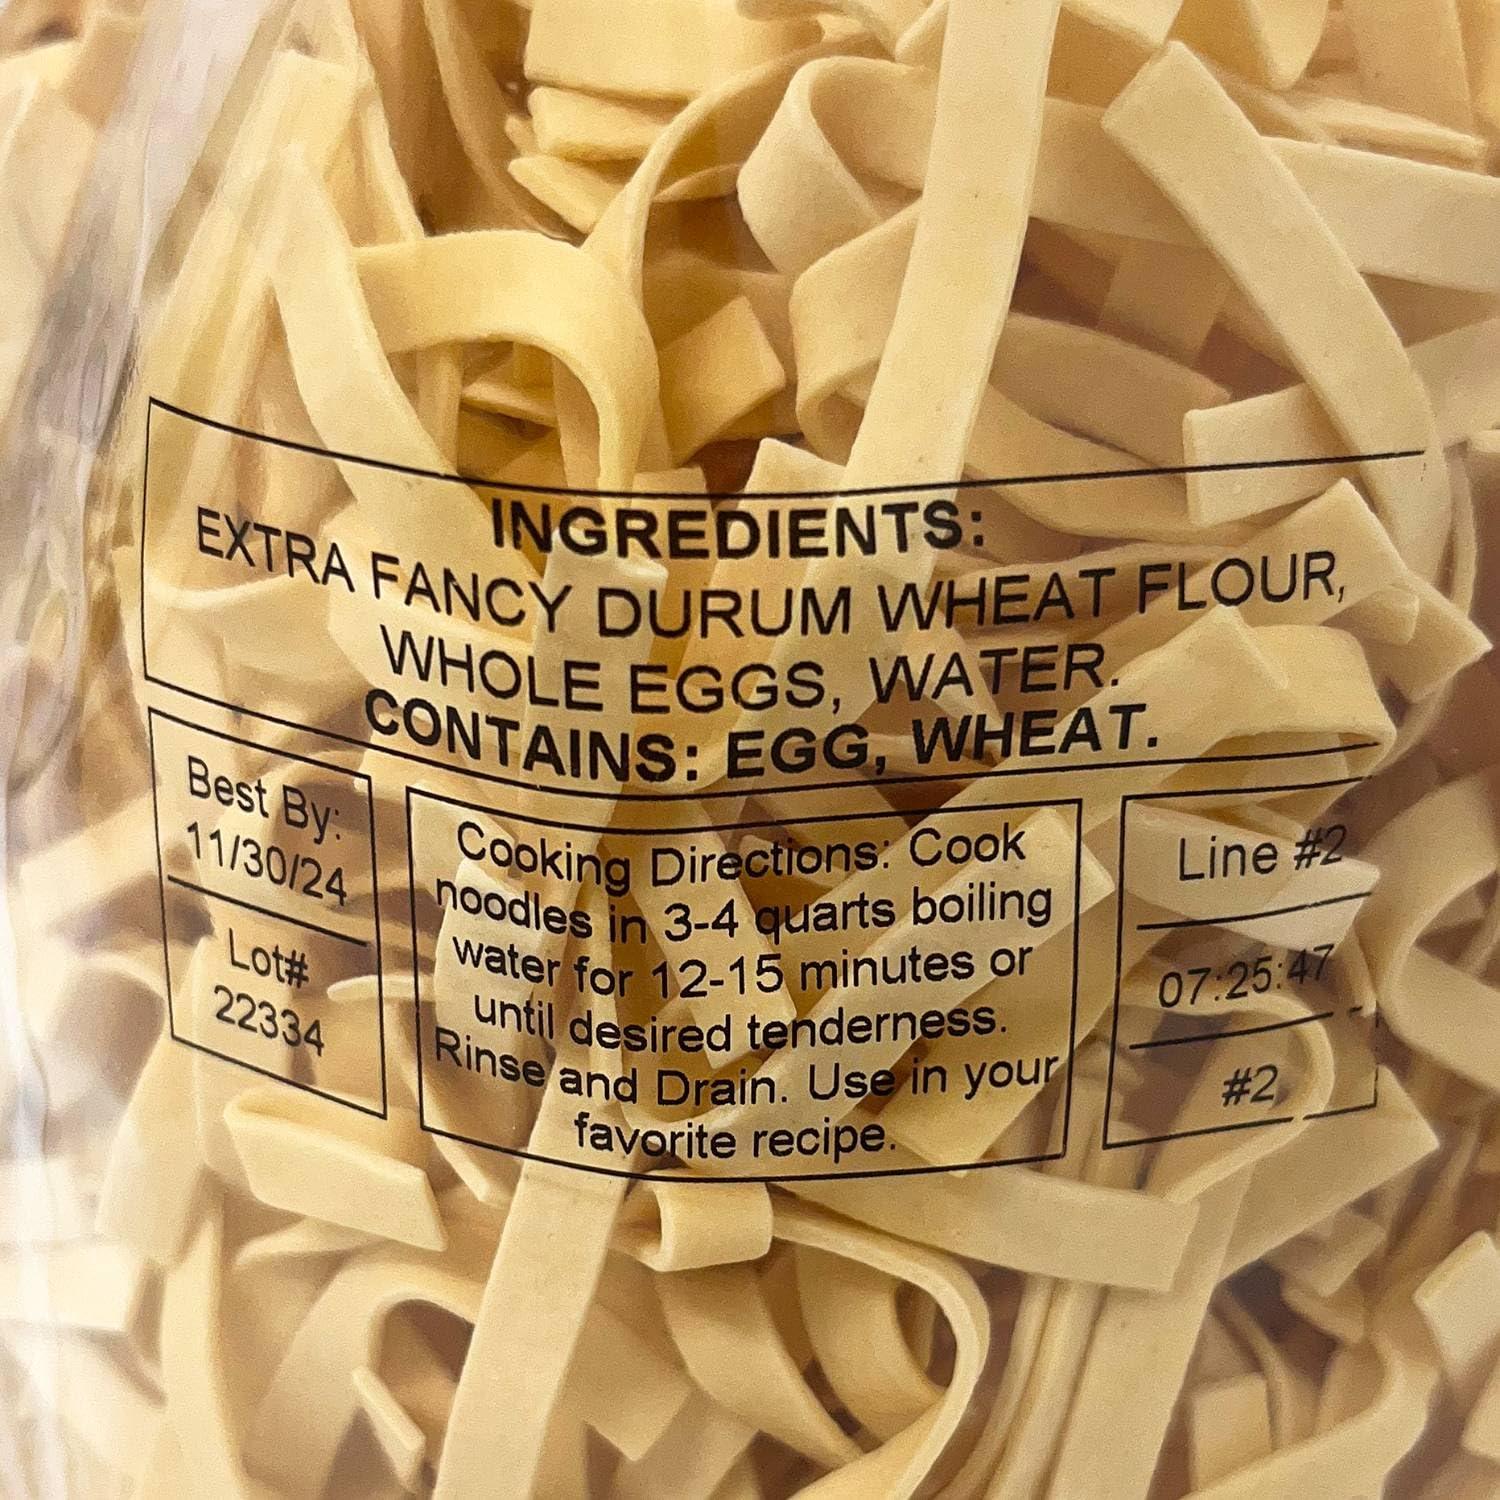 INGREDIENTS:
EXTRA FANCY DURUM WHEAT FLOUR,
WHOLE EGGS, WATER.
CONTAINS: EGG, WHEAT.
Best By:
11/30/24
Lot#
22334
Cooking Directions: Cook
noodles in 3-4 quarts boiling
water for 12-15 minutes or
until desired tenderness.
Rinse and Drain. Use in your
favorite recipe.
Line #2
07:25:47
#2